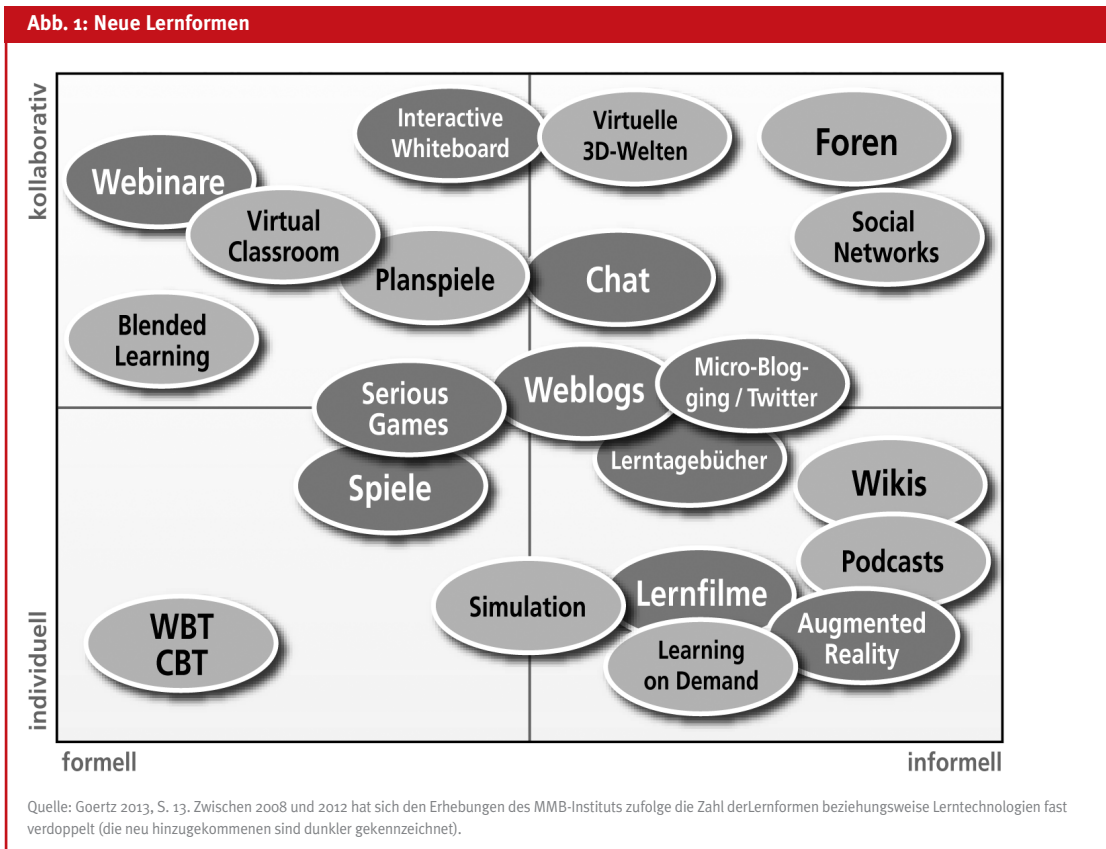 Abb. 1: Neue Lernformen
kollaborativ
Interactive
Whiteboard
Virtuelle
3D-Welten
Foren
Webinare
Virtual
Classroom
Social
Networks
Planspiele
Chat
Blended
Learning
Serious
Games
Weblogs
Micro-Blog-
ging / Twitter
Lerntagebücher
Spiele
Wikis
Podcasts
Simulation
Lernfilme
Augmented
Reality
WBT
CBT
Learning
on Demand
individuell
formell
informell
Quelle: Goertz 2013, S. 13. Zwischen 2008 und 2012 hat sich den Erhebungen des MMB-Instituts zufolge die Zahl derLernformen beziehungsweise Lerntechnologien fast
verdoppelt (die neu hinzugekommenen sind dunkler gekennzeichnet).